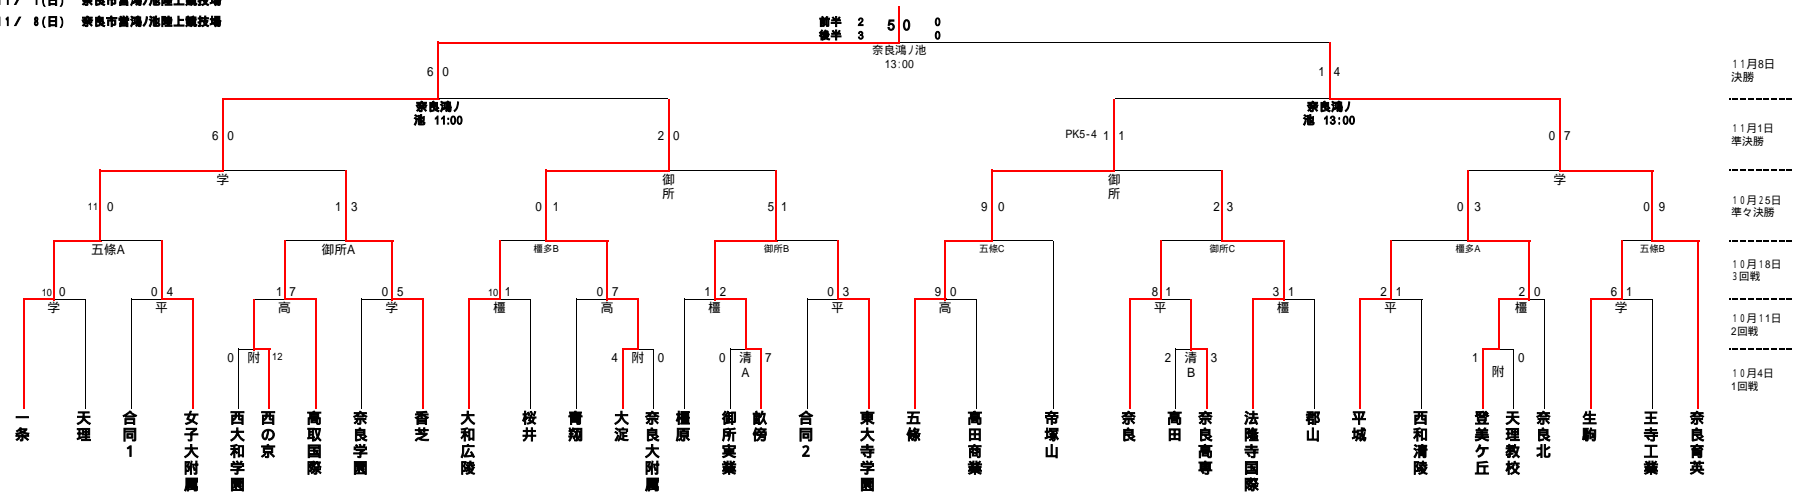 11/ 1(日) 奈良市営鴻ノ池陸上競技場
11/ 8(日) 奈良市営鴻ノ池陸上競技場
前半 2 5 0 0
後半 3 0
奈良鴻ノ池
13:00
6 0 1 4
11月8日
決勝
奈良鴻ノ
池 11:00
奈良鴻ノ
池 13:00
6 0 2 0 PK5-4 1 1 0 7
11月1日
準決勝
学 御所 御所 学
11 0 1 3 0 1 5 1 9 0 2 3 0 3 0 9
10月25日
準々決勝
五條A 御所A 橿多B 御所B 五條C 御所C 橿多A 五條B
10月18日
3回戦
10 0 0 4 1 7 0 5 10 1 0 7 1 2 0 3 9 0 8 1 3 1 2 1 2 0 6 1
学 平 高 学 橿 高 橿 平 高 平 橿 平 橿 学
10月11日
2回戦
0 附 12 4 附 0 0 清A 7 2 清B 3 1 附 0
10月4日
1回戦
一条
天理
合同1
女子大附属
西大和学園
西の京
高取国際
奈良学園
香芝
大和広陵
桜井
青翔
大淀
奈良大附属
橿原
御所実業
畝傍
合同2
東大寺学園
五條
高田商業
帝塚山
奈良
高田
奈良高専
法隆寺国際
郡山
平城
西和清陵
登美ケ丘
天理教校
奈良北
生駒
王寺工業
奈良育英